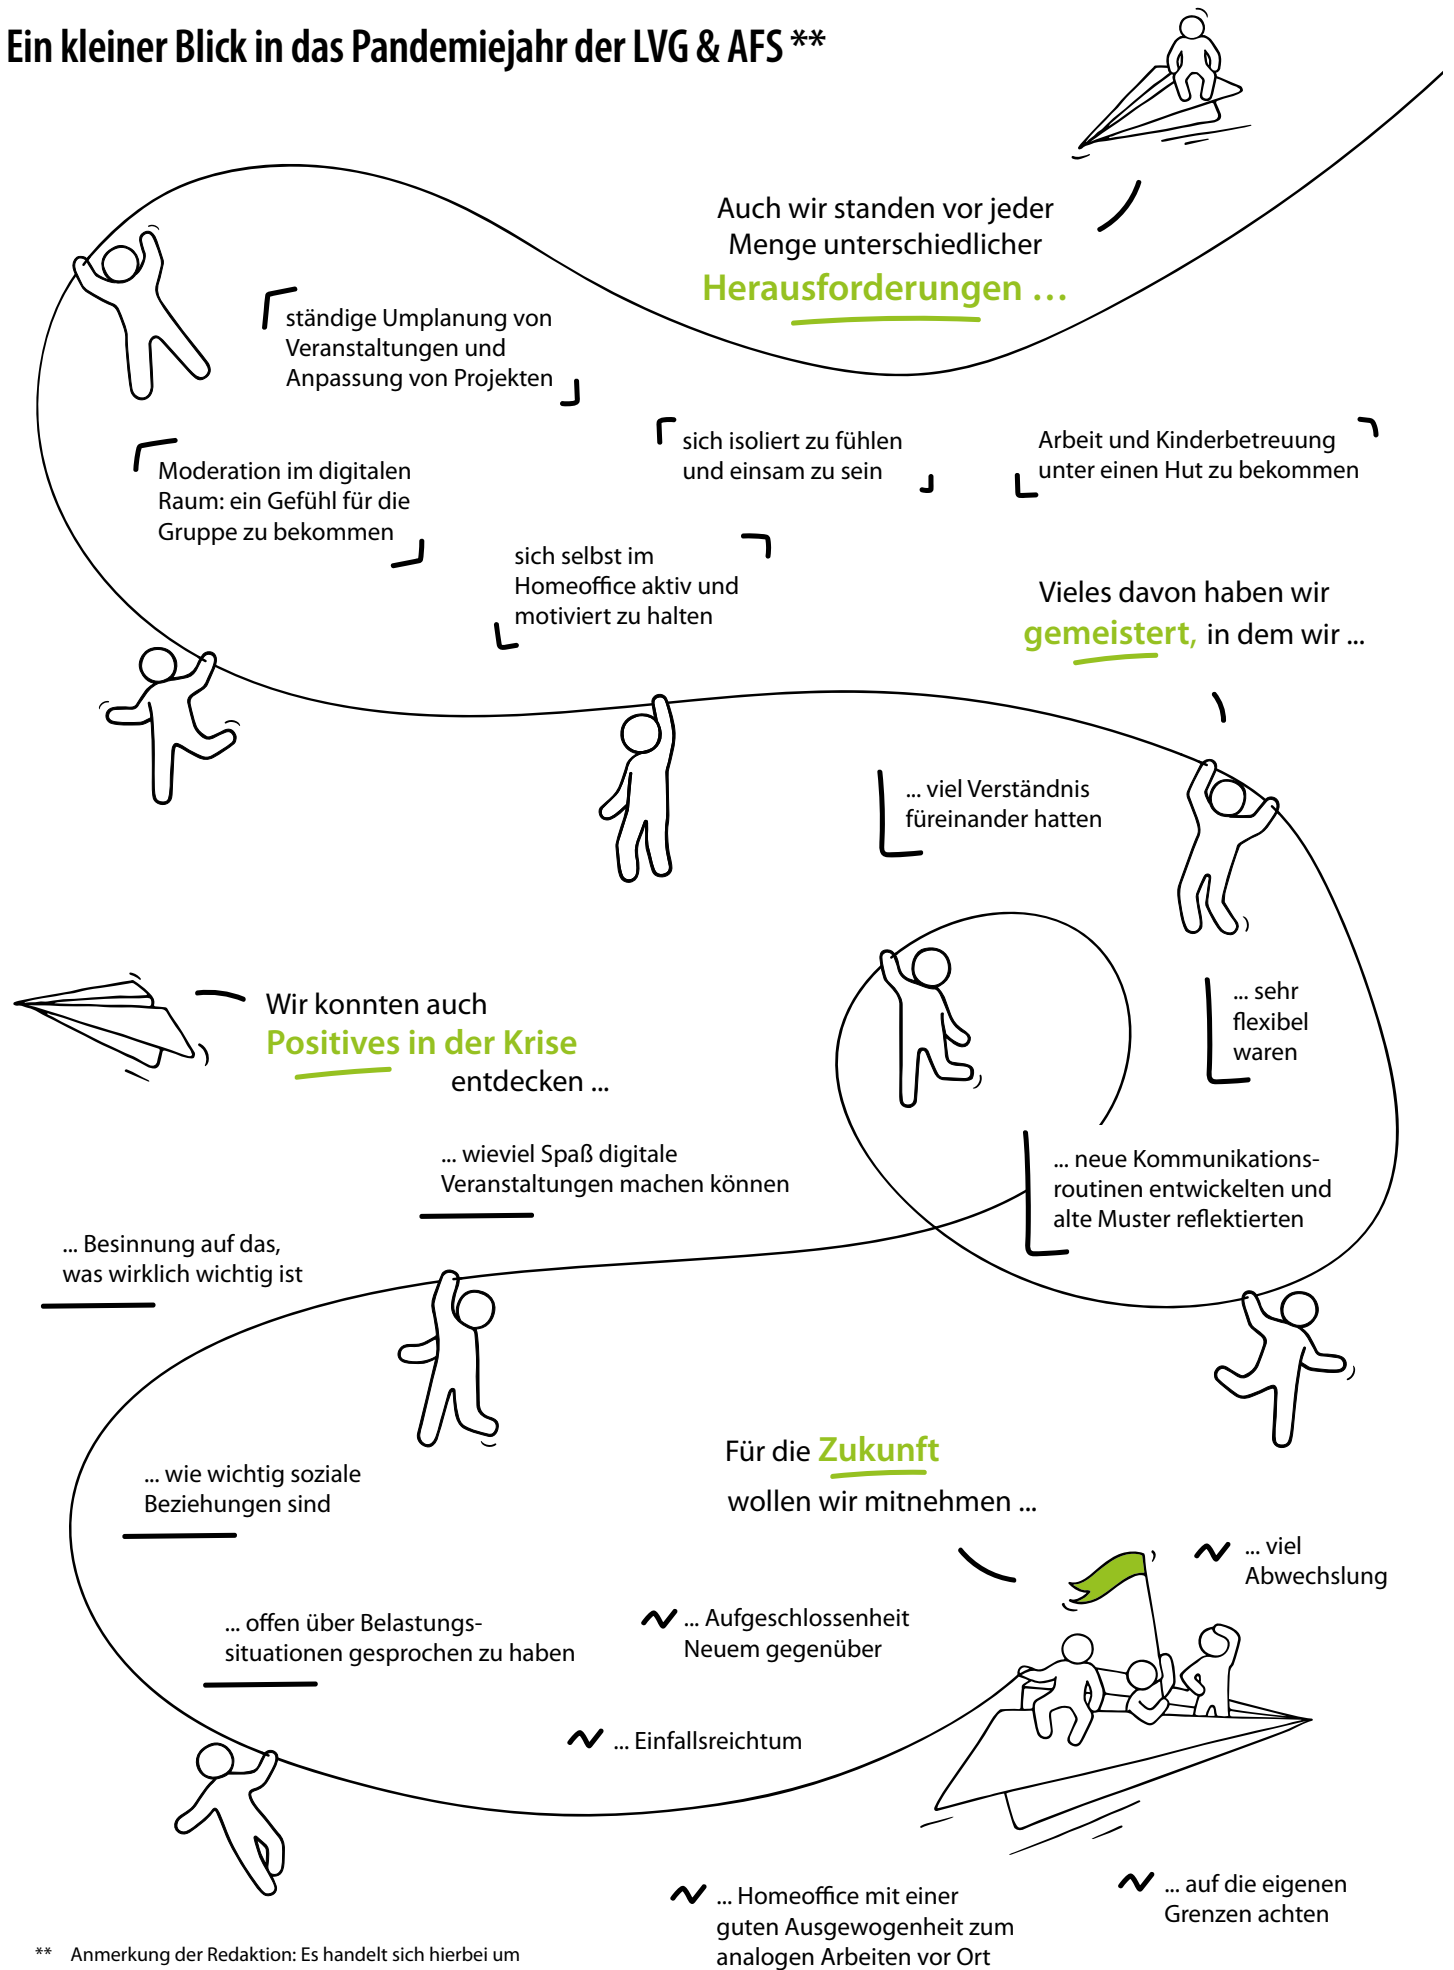 Ein kleiner Blick in das Pandemiejahr der LVG & AFS **
Auch wir standen vor jeder
Menge unterschiedlicher
Herausforderungen ...
ständige Umplanung von
Veranstaltungen und
Anpassung von Projekten
sich isoliert zu fühlen
und einsam zu sein
Arbeit und Kinderbetreuung
unter einen Hut zu bekommen
Moderation im digitalen
Raum: ein Gefühl für die
Gruppe zu bekommen
sich selbst im
Homeoffice aktiv und
motiviert zu halten
Vieles davon haben wir
gemeistert, in dem wir ...
... viel Verständnis
füreinander hatten
... sehr
flexibel
waren
... neue Kommunikations-
routinen entwickelten und
alte Muster reflektierten
Wir konnten auch
Positives in der Krise
entdecken ...
... wieviel Spaß digitale
Veranstaltungen machen können
... Besinnung auf das,
was wirklich wichtig ist
... wie wichtig soziale
Beziehungen sind
... offen über Belastungs-
situationen gesprochen zu haben
Für die Zukunft
wollen wir mitnehmen ...
... viel
Abwechslung
... Aufgeschlossenheit
Neuem gegenüber
... Einfallsreichtum
... auf die eigenen
Grenzen achten
... Homeoffice mit einer
guten Ausgewogenheit zum
analogen Arbeiten vor Ort
** Anmerkung der Redaktion: Es handelt sich hierbei um